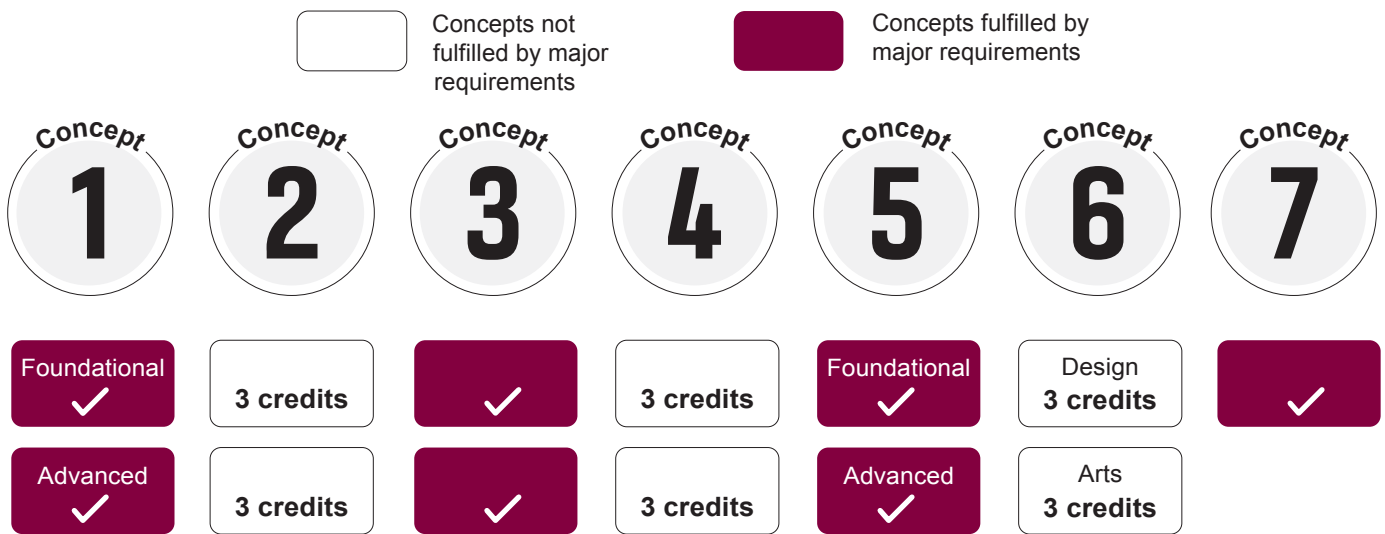 Concepts not
fulfilled by major
requirements
Concepts fulfilled by
major requirements
Concept
1
Concept
2
Concept
3
Concept
4
Concept
5
Concept
6
Concept
7
Foundational
✓
3 credits
✓
3 credits
Foundational
✓
Design
3 credits
✓
Advanced
✓
3 credits
✓
3 credits
Advanced
✓
Arts
3 credits